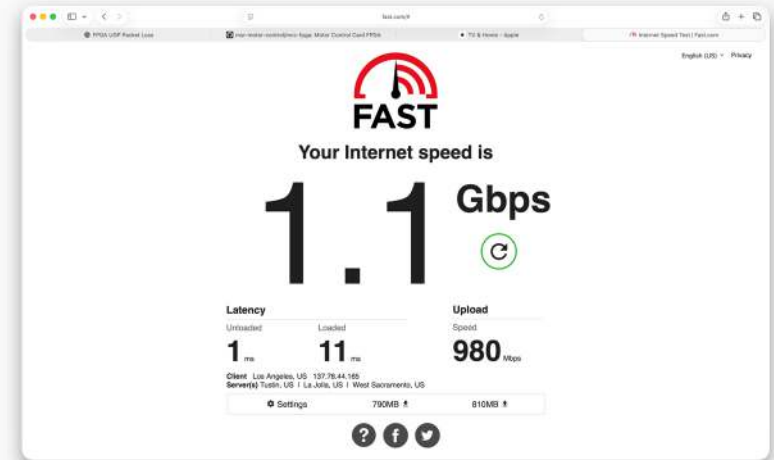 fast.com/#
FPGA UDP Packet Loss
TV & Home - Apple
Internet Speed Test | Fast.com
English (US)
Privacy
FAST
Your Internet speed is
1.1 Gbps
Latency
Upload
Unloaded
Loaded
Speed
1 ms
11 ms
980 Mbps
Client Los Angeles, US 137.78.44.165
Server(s) Tustin, US | La Jolla, US | West Sacramento, US
Settings
790MB
810MB
?
f